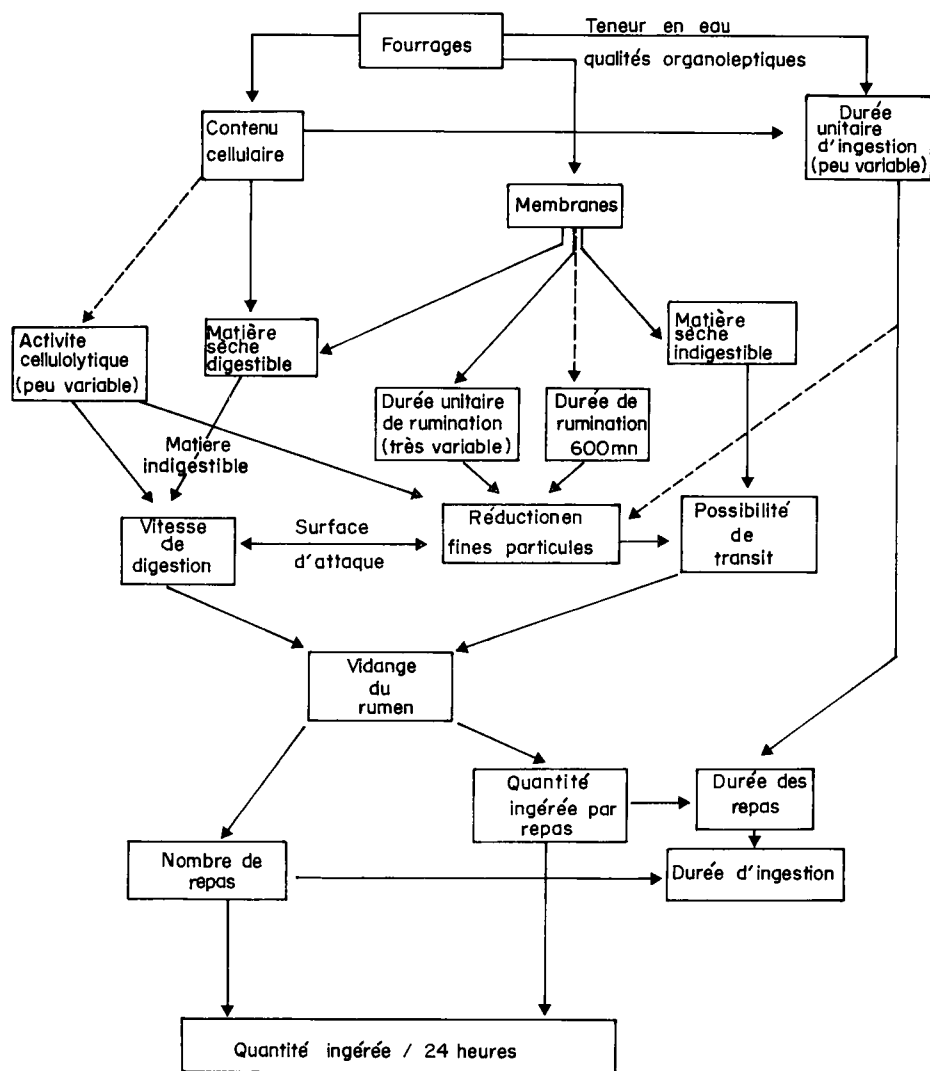 Fourrages
Teneur en eau
qualités organoleptiques
Contenu
cellulaire
Durée
unitaire
d'ingestion
(peu variable)
Membranes
Activite
cellulolytique
(peu variable)
Matière
sèche
digestible
Matière
sèche
indigestible
Durée unitaire
de rumination
(très variable)
Durée de
rumination
600mn
Matière
indigestible
Vitesse
de
digestion
Surface
d'attaque
Réductionen
fines particules
Possibilité
de
transit
Vidange
du
rumen
Quantité
ingérée par
repas
Durée des
repas
Nombre de
repas
Durée d'ingestion
Quantité ingérée / 24 heures